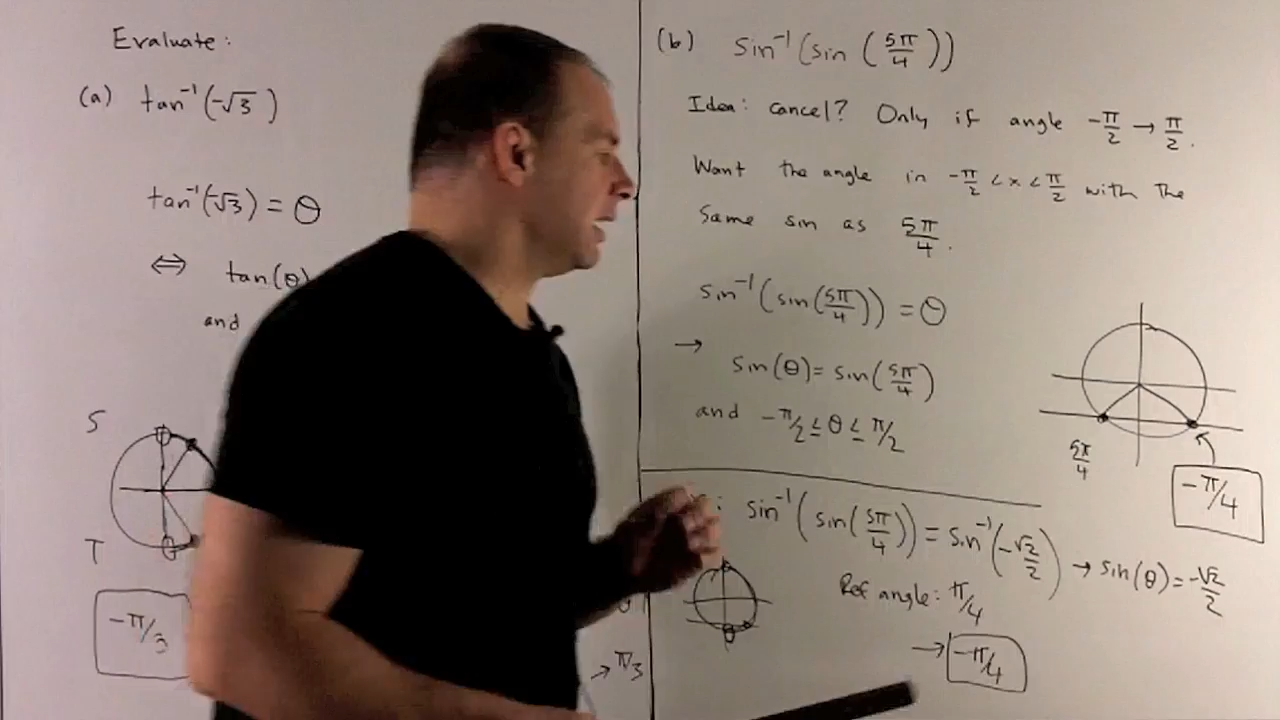 Evaluate:
(a) tan⁻¹(-√3)
tan⁻¹(-√3) = θ
⇔ tan(θ)
and
S
T
-π/3
→ π/3
(b) sin⁻¹(sin(5π/4))
Idea: cancel? Only if angle -π/2 → π/2.
Want the angle in -π/2 < x < π/2 with the
same sin as 5π/4.
sin⁻¹(sin(5π/4)) = θ
→ sin(θ) = sin(5π/4)
and -π/2 ≤ θ ≤ π/2
5π/4
-π/4
: sin⁻¹(sin(5π/4)) = sin⁻¹(-√2/2) → sin(θ) = -√2/2
Ref angle: π/4
→ -π/4